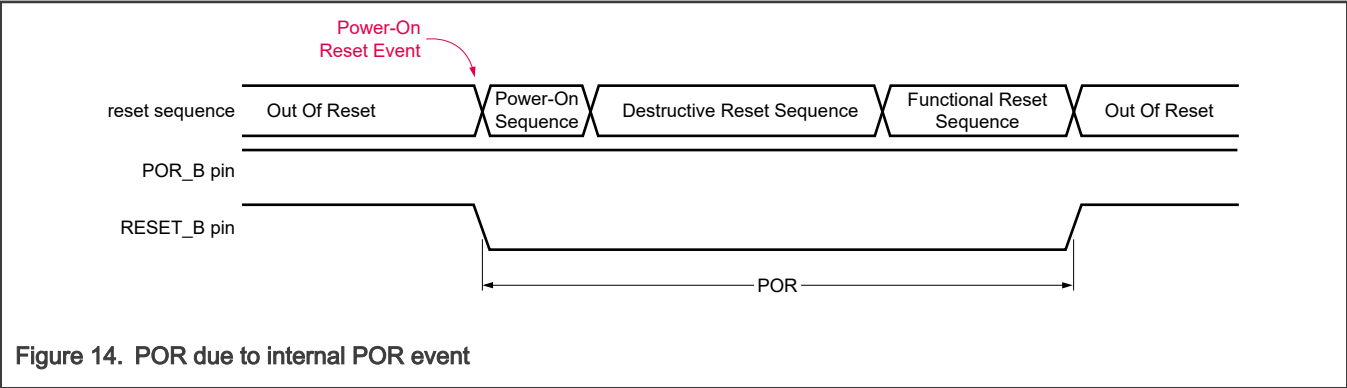 Power-On
Reset Event
reset sequence
Out Of Reset
Power-On
Sequence
Destructive Reset Sequence
Functional Reset
Sequence
Out Of Reset
POR_B pin
RESET_B pin
POR
Figure 14. POR due to internal POR event